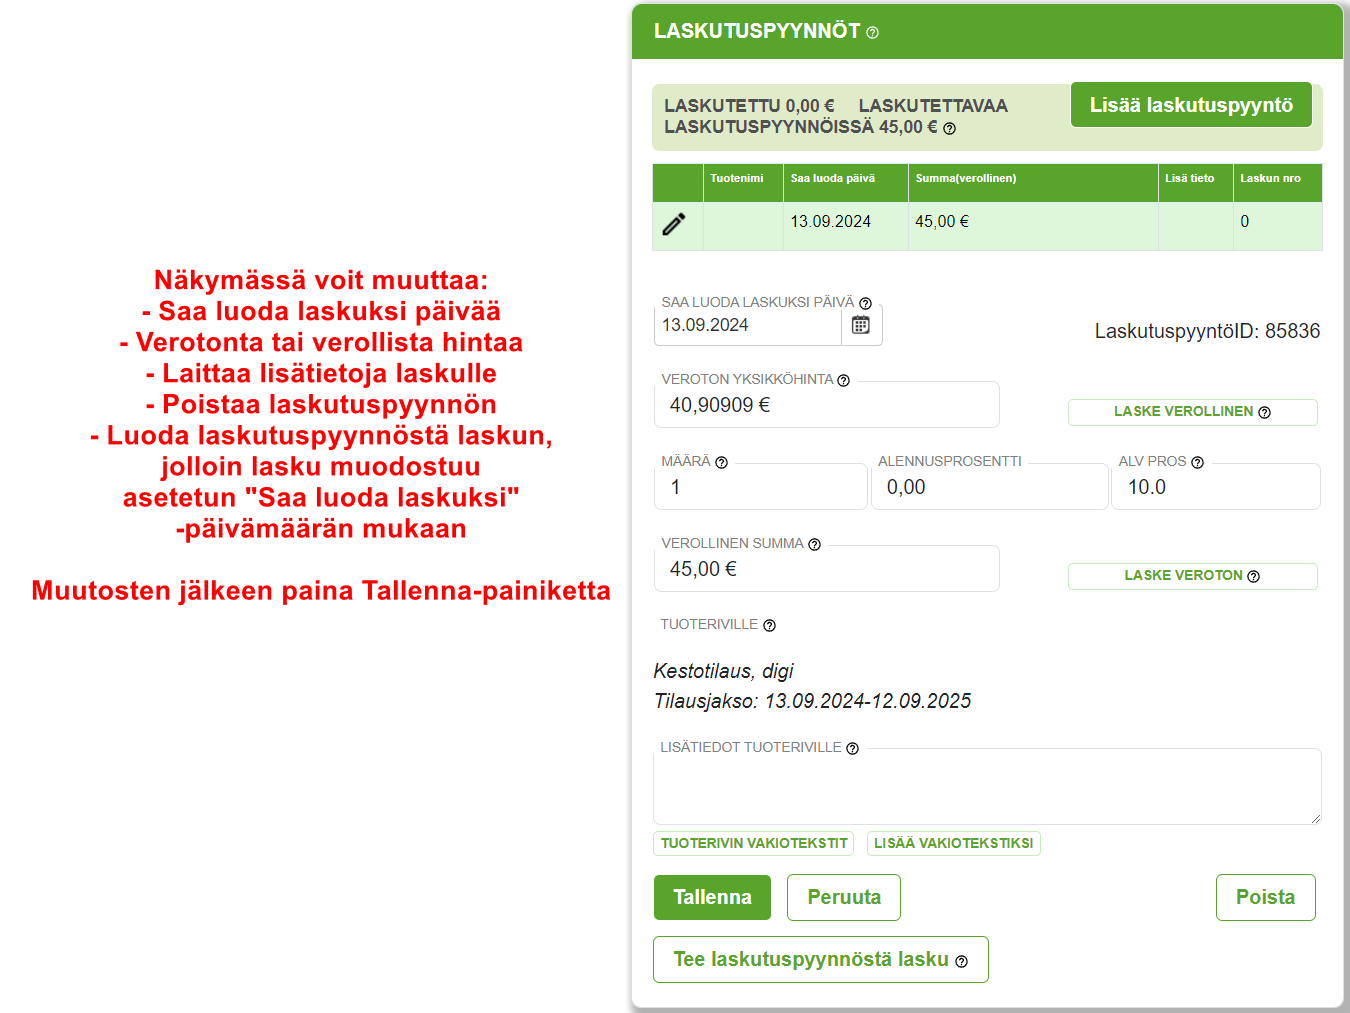 Näkymässä voit muuttaa:
- Saa luoda laskuksi päivää
- Verotonta tai verollista hintaa
- Laittaa lisätietoja laskulle
- Poistaa laskutuspyynnön
- Luoda laskutuspyynnöstä laskun,
jolloin lasku muodostuu
asetetun "Saa luoda laskuksi"
-päivämäärän mukaan
Muutosten jälkeen paina Tallenna-painiketta
LASKUTUSPYYNNÖT
LASKUTETTU 0,00 € LASKUTETTAVAA
LASKUTUSPYYNNÖISSÄ 45,00 €
Lisää laskutuspyyntö
Tuotenimi Saa luoda päivä Summa(verollinen) Lisä tieto Laskun nro
13.09.2024 45,00 € 0
SAA LUODA LASKUKSI PÄIVÄ
13.09.2024
LaskutuspyyntöID: 85836
VEROTON YKSIKKÖHINTA
40,90909 €
LASKE VEROLLINEN
MÄÄRÄ ALENNUSPROSENTTI ALV PROS
1 0,00 10.0
VEROLLINEN SUMMA
45,00 €
LASKE VEROTON
TUOTERIVILLE
Kestotilaus, digi
Tilausjakso: 13.09.2024-12.09.2025
LISÄTIEDOT TUOTERIVILLE
TUOTERIVIN VAKIOTEKSTIT LISÄÄ VAKIOTEKSTIKSI
Tallenna Peruuta Poista
Tee laskutuspyynnöstä lasku